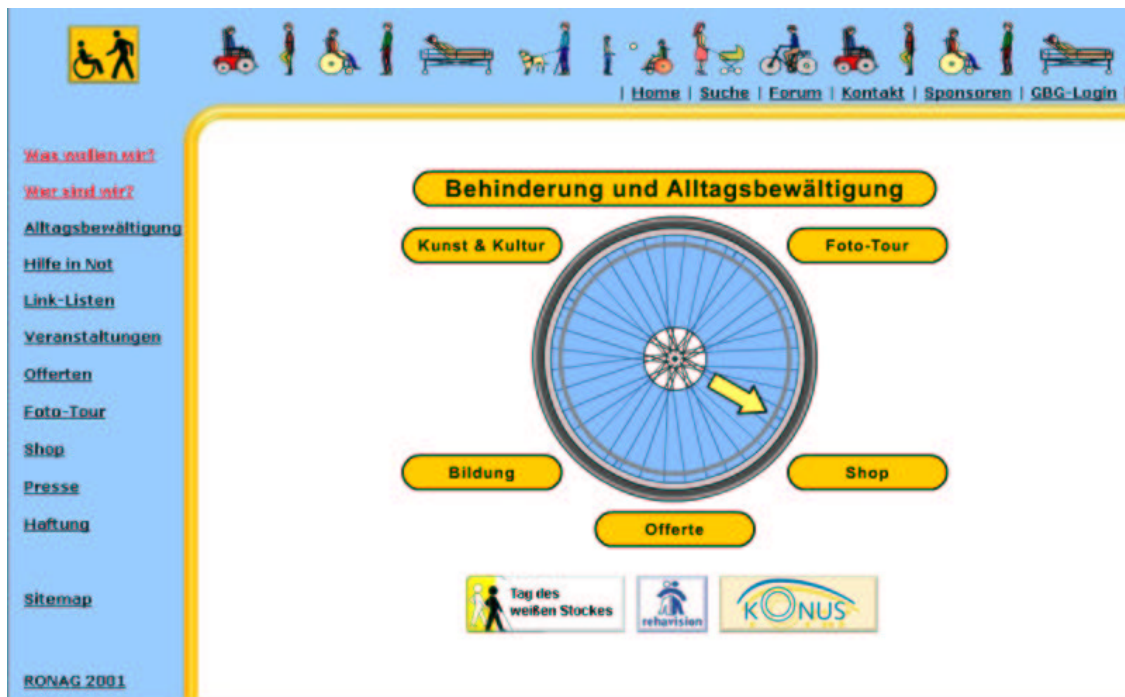 | Home | Suche | Forum | Kontakt | Sponsoren | GBG-Login |
Was wollen wir?
Wer sind wir?
Alltagsbewältigung
Hilfe in Not
Link-Listen
Veranstaltungen
Offerten
Foto-Tour
Shop
Presse
Haftung
Sitemap
RONAG 2001
Behinderung und Alltagsbewältigung
Kunst & Kultur
Foto-Tour
Bildung
Shop
Offerte
Tag des
weißen Stockes
rehavision
KONUS